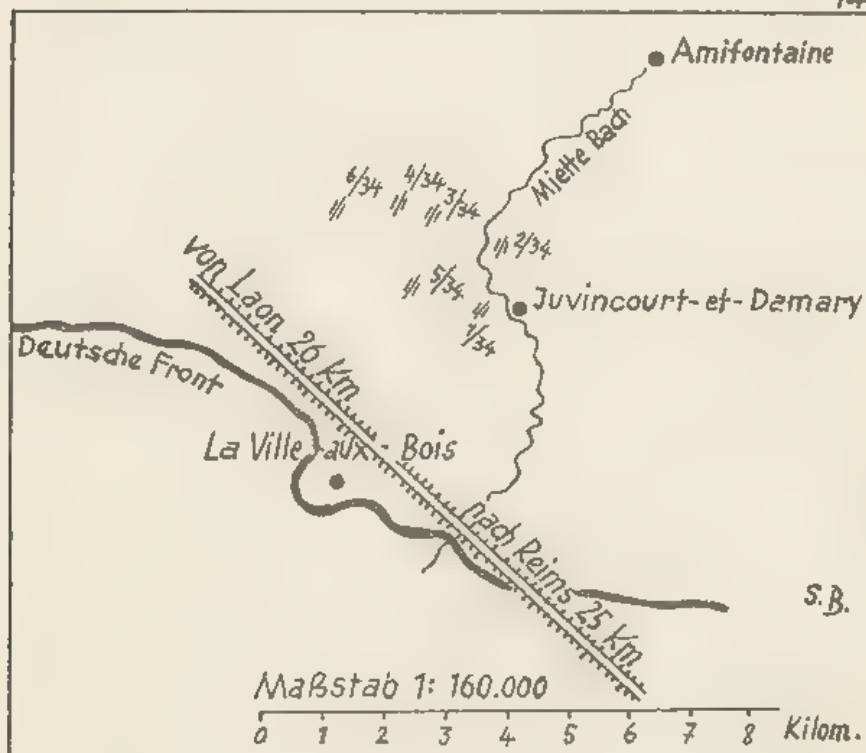 Amifontaine
Miette Bach
6/34
4/34
3/34
2/34
5/34
Juvincourt-et-Damary
1/34
von Laon 26 Km
Deutsche Front
La Ville-aux-Bois
nach Reims 25 Km
S.B.
Maßstab 1: 160.000
0 1 2 3 4 5 6 7 8 Kilom.